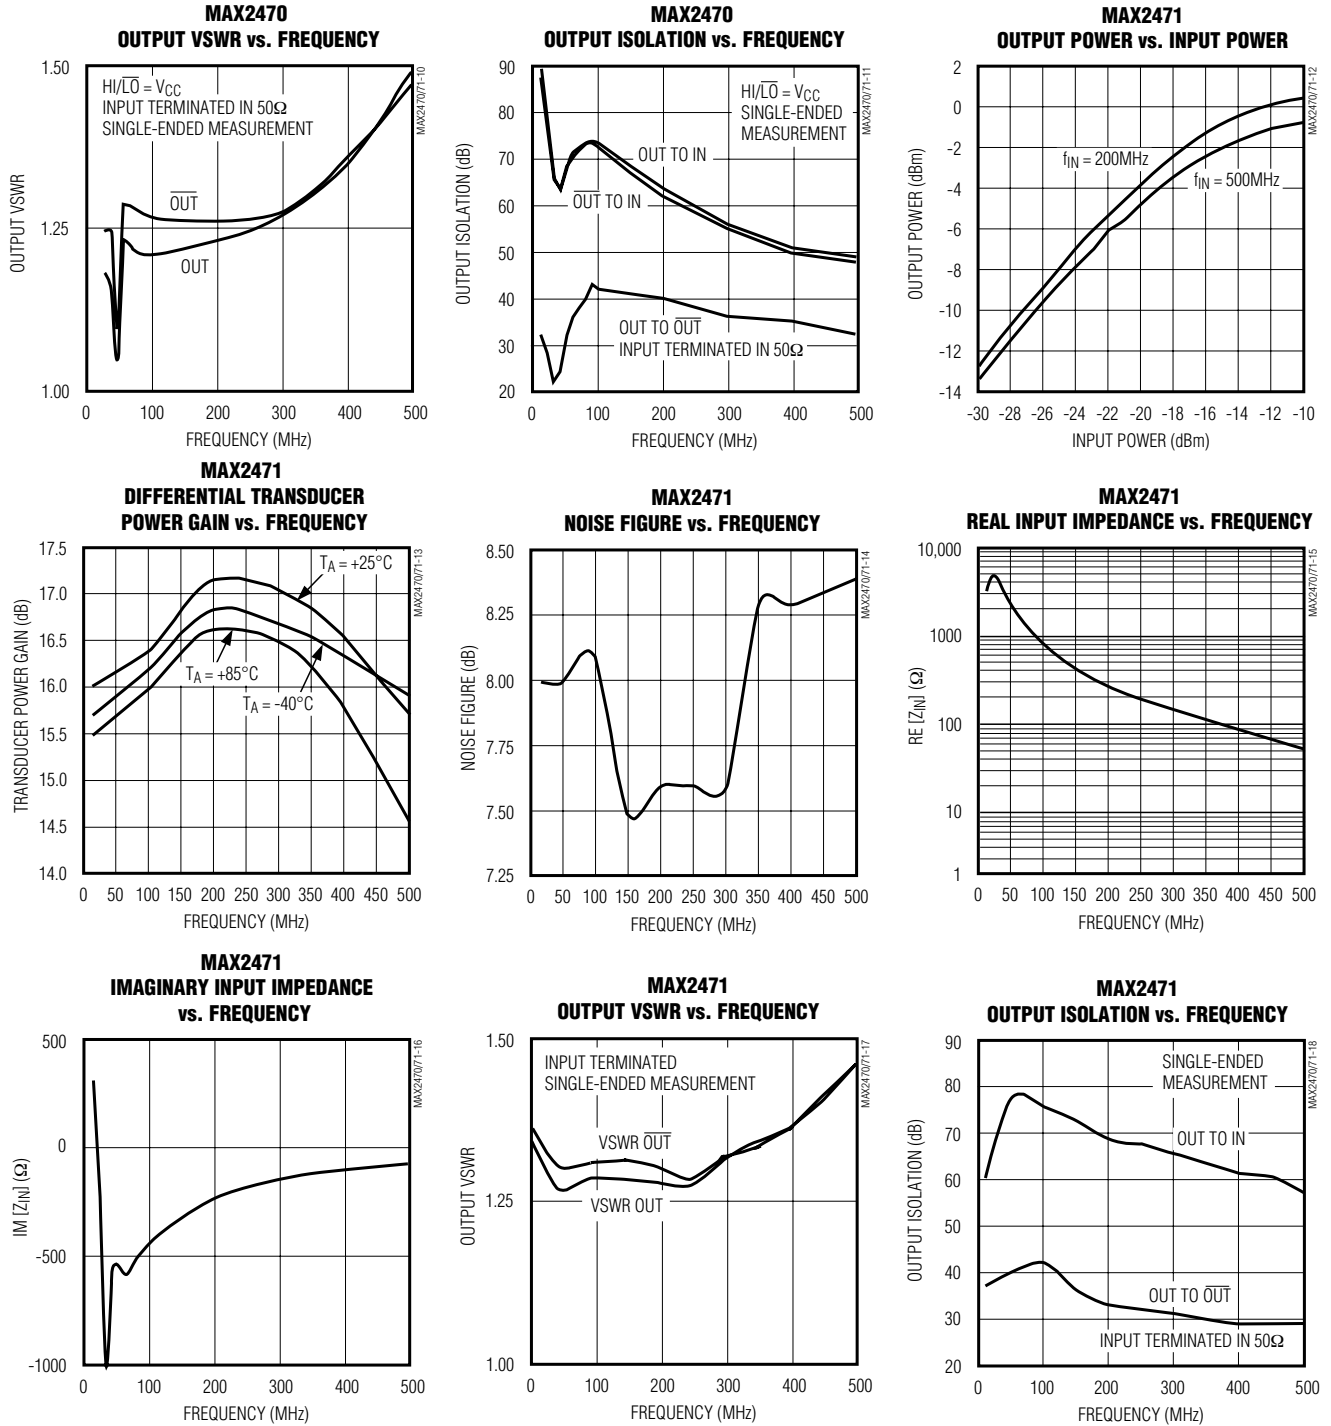 MAX2470
OUTPUT VSWR vs. FREQUENCY
1.50
1.25
1.00
OUTPUT VSWR
HI/L̅O̅ = VCC
INPUT TERMINATED IN 50Ω
SINGLE-ENDED MEASUREMENT
O̅U̅T̅
OUT
MAX2470/71-10
0 100 200 300 400 500
FREQUENCY (MHz)
MAX2470
OUTPUT ISOLATION vs. FREQUENCY
90
80
70
60
50
40
30
20
OUTPUT ISOLATION (dB)
HI/L̅O̅ = VCC
SINGLE-ENDED
MEASUREMENT
OUT TO IN
O̅U̅T̅ TO IN
OUT TO O̅U̅T̅
INPUT TERMINATED IN 50Ω
MAX2470/71-11
0 100 200 300 400 500
FREQUENCY (MHz)
MAX2471
OUTPUT POWER vs. INPUT POWER
2
0
-2
-4
-6
-8
-10
-12
-14
OUTPUT POWER (dBm)
fIN = 200MHz
fIN = 500MHz
MAX2470/71-12
-30 -28 -26 -24 -22 -20 -18 -16 -14 -12 -10
INPUT POWER (dBm)
MAX2471
DIFFERENTIAL TRANSDUCER
POWER GAIN vs. FREQUENCY
17.5
17.0
16.5
16.0
15.5
15.0
14.5
14.0
TRANSDUCER POWER GAIN (dB)
TA = +25°C
TA = +85°C
TA = -40°C
MAX2470/71-13
0 50 100 150 200 250 300 350 400 450 500
FREQUENCY (MHz)
MAX2471
NOISE FIGURE vs. FREQUENCY
8.50
8.25
8.00
7.75
7.50
7.25
NOISE FIGURE (dB)
MAX2470/71-14
0 50 100 150 200 250 300 350 400 450 500
FREQUENCY (MHz)
MAX2471
REAL INPUT IMPEDANCE vs. FREQUENCY
10,000
1000
100
10
1
RE [ZIN] (Ω)
MAX2470/71-15
0 50 100 150 200 250 300 350 400 450 500
FREQUENCY (MHz)
MAX2471
IMAGINARY INPUT IMPEDANCE
vs. FREQUENCY
500
0
-500
-1000
IM [ZIN] (Ω)
MAX2470/71-16
0 100 200 300 400 500
FREQUENCY (MHz)
MAX2471
OUTPUT VSWR vs. FREQUENCY
1.50
1.25
1.00
OUTPUT VSWR
INPUT TERMINATED
SINGLE-ENDED MEASUREMENT
VSWR O̅U̅T̅
VSWR OUT
MAX2470/71-17
0 100 200 300 400 500
FREQUENCY (MHz)
MAX2471
OUTPUT ISOLATION vs. FREQUENCY
90
80
70
60
50
40
30
20
OUTPUT ISOLATION (dB)
SINGLE-ENDED
MEASUREMENT
OUT TO IN
OUT TO O̅U̅T̅
INPUT TERMINATED IN 50Ω
MAX2470/71-18
0 100 200 300 400 500
FREQUENCY (MHz)